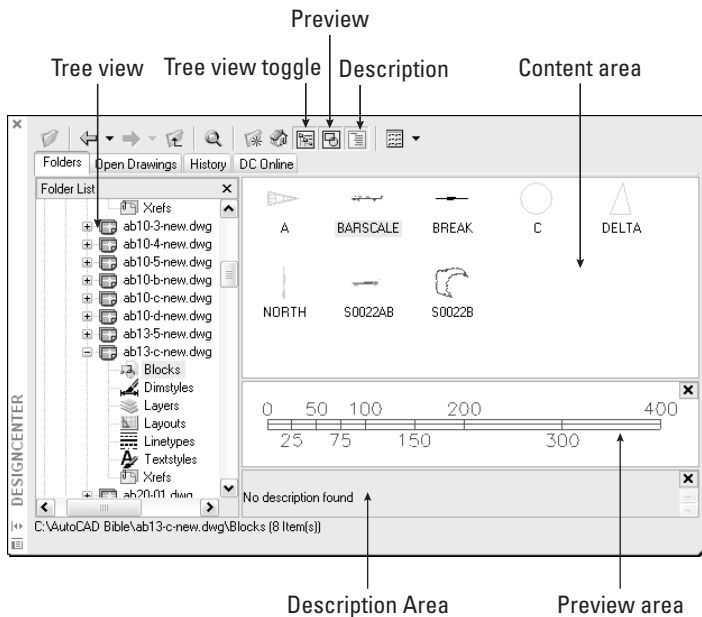 Preview
Tree view
Tree view toggle
Description
Content area
Folders
Open Drawings
History
DC Online
Folder List
Xrefs
ab10-3-new.dwg
ab10-4-new.dwg
ab10-5-new.dwg
ab10-b-new.dwg
ab10-c-new.dwg
ab10-d-new.dwg
ab13-5-new.dwg
ab13-c-new.dwg
Blocks
Dimstyles
Layers
Layouts
Linetypes
Textstyles
Xrefs
ab20-01.dwg
A
BARSCALE
BREAK
C
DELTA
NORTH
S0022AB
S0022B
0 50 100 200 400
25 75 150 300
No description found
DESIGNCENTER
C:\AutoCAD Bible\ab13-c-new.dwg\Blocks (8 Item(s))
Description Area
Preview area